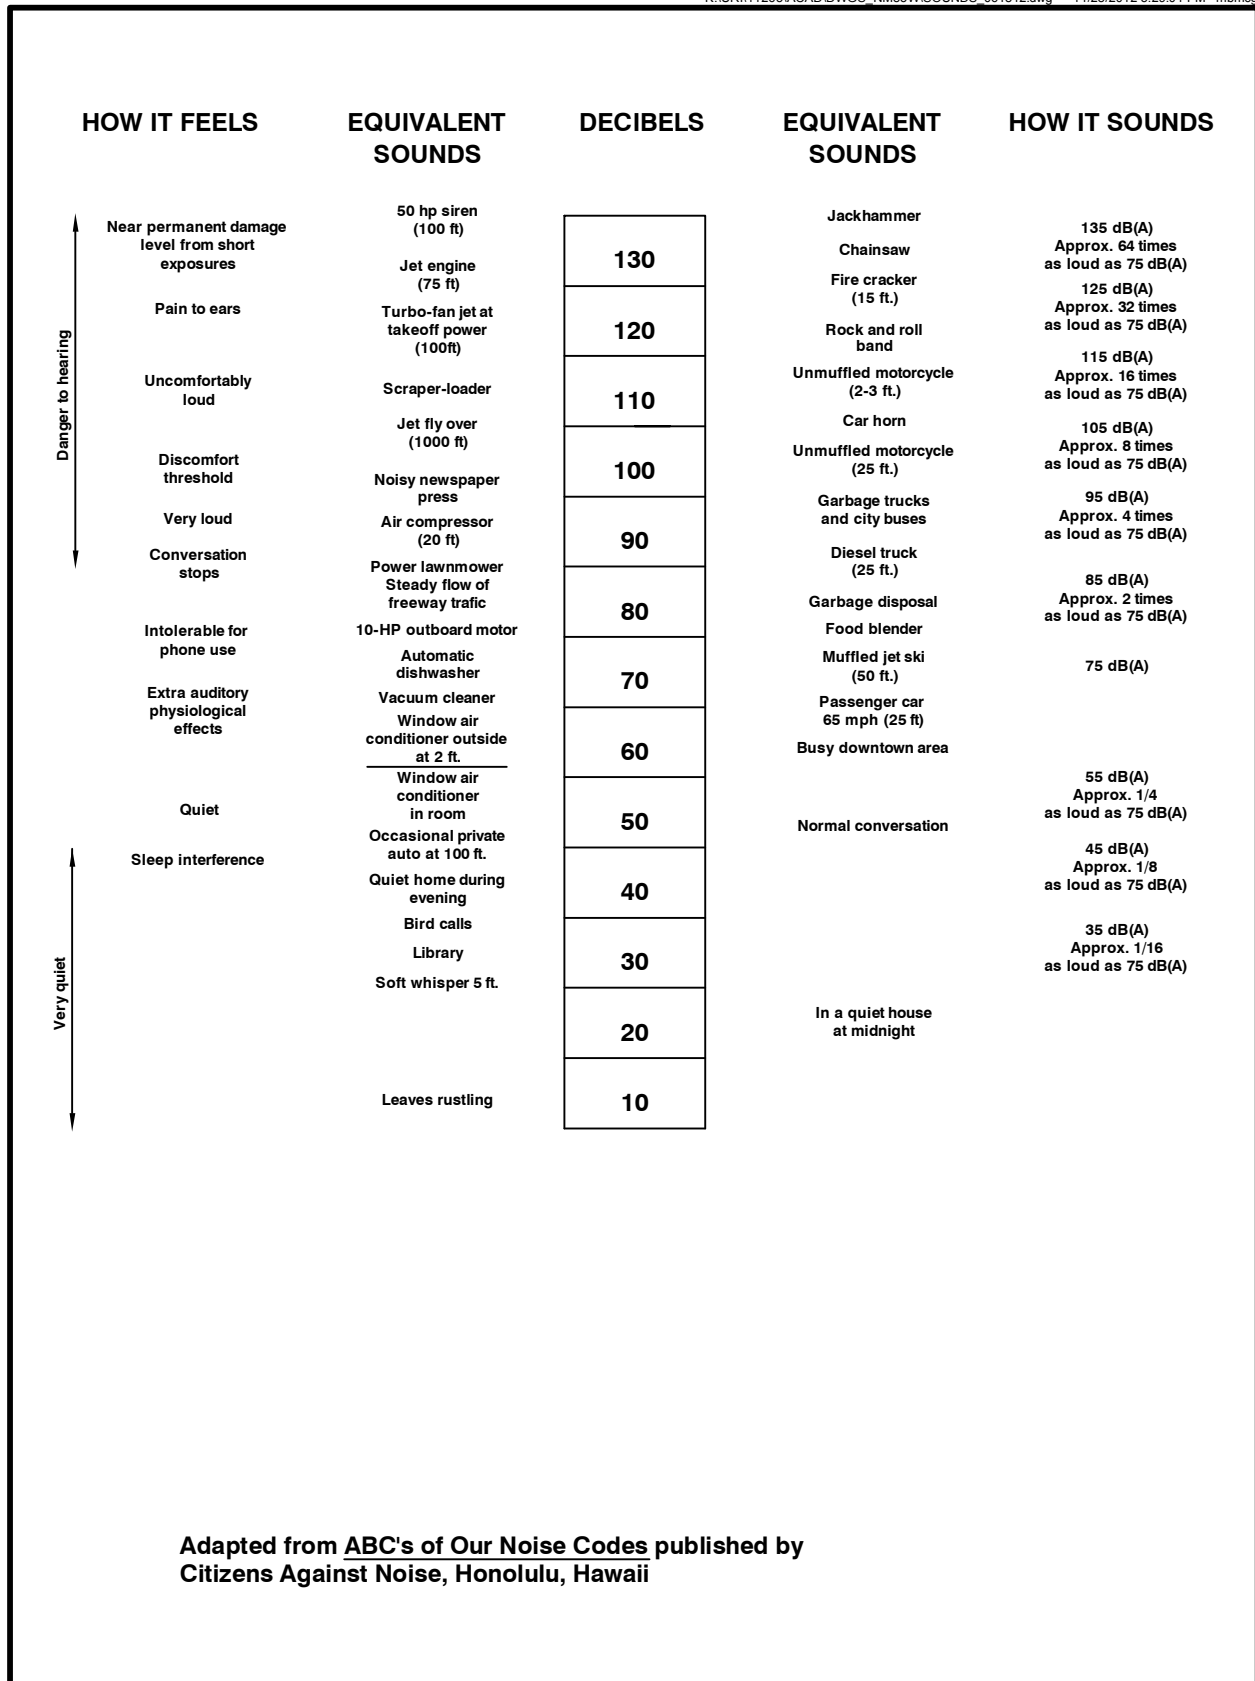 HOW IT FEELS
EQUIVALENT
SOUNDS
DECIBELS
EQUIVALENT
SOUNDS
HOW IT SOUNDS
Danger to hearing
Very quiet
Near permanent damage
level from short
exposures
Pain to ears
Uncomfortably
loud
Discomfort
threshold
Very loud
Conversation
stops
Intolerable for
phone use
Extra auditory
physiological
effects
Quiet
Sleep interference
50 hp siren
(100 ft)
Jet engine
(75 ft)
Turbo-fan jet at
takeoff power
(100ft)
Scraper-loader
Jet fly over
(1000 ft)
Noisy newspaper
press
Air compressor
(20 ft)
Power lawnmower
Steady flow of
freeway trafic
10-HP outboard motor
Automatic
dishwasher
Vacuum cleaner
Window air
conditioner outside
at 2 ft.
Window air
conditioner
in room
Occasional private
auto at 100 ft.
Quiet home during
evening
Bird calls
Library
Soft whisper 5 ft.
Leaves rustling
130
120
110
100
90
80
70
60
50
40
30
20
10
Jackhammer
Chainsaw
Fire cracker
(15 ft.)
Rock and roll
band
Unmuffled motorcycle
(2-3 ft.)
Car horn
Unmuffled motorcycle
(25 ft.)
Garbage trucks
and city buses
Diesel truck
(25 ft.)
Garbage disposal
Food blender
Muffled jet ski
(50 ft.)
Passenger car
65 mph (25 ft)
Busy downtown area
Normal conversation
In a quiet house
at midnight
135 dB(A)
Approx. 64 times
as loud as 75 dB(A)
125 dB(A)
Approx. 32 times
as loud as 75 dB(A)
115 dB(A)
Approx. 16 times
as loud as 75 dB(A)
105 dB(A)
Approx. 8 times
as loud as 75 dB(A)
95 dB(A)
Approx. 4 times
as loud as 75 dB(A)
85 dB(A)
Approx. 2 times
as loud as 75 dB(A)
75 dB(A)
55 dB(A)
Approx. 1/4
as loud as 75 dB(A)
45 dB(A)
Approx. 1/8
as loud as 75 dB(A)
35 dB(A)
Approx. 1/16
as loud as 75 dB(A)
Adapted from ABC's of Our Noise Codes published by
Citizens Against Noise, Honolulu, Hawaii